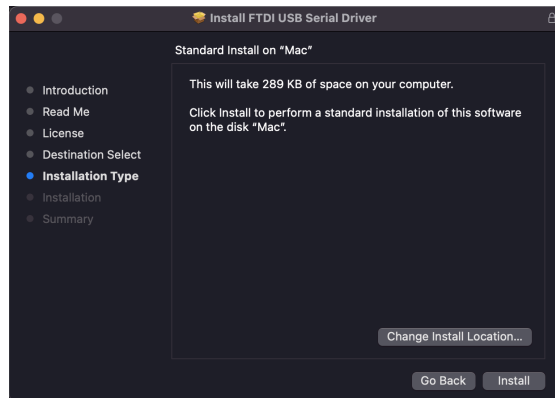 Install FTDI USB Serial Driver
Standard Install on “Mac”
Introduction
Read Me
License
Destination Select
Installation Type
Installation
Summary
This will take 289 KB of space on your computer.
Click Install to perform a standard installation of this software
on the disk “Mac”.
Change Install Location...
Go Back
Install